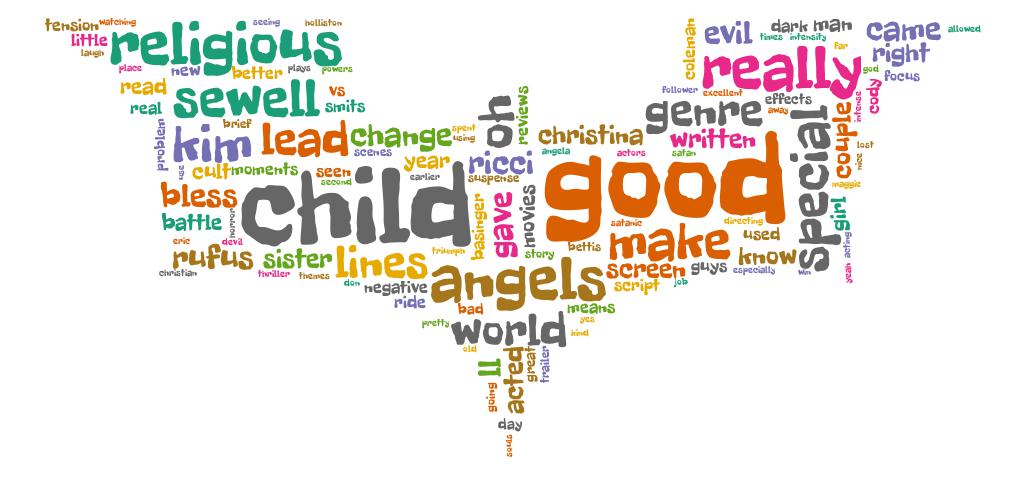 tension
watching
seeing
holliston
little
laugh
religious
place
new
better
plays
powers
read
real
sewell
vs
smits
problem
brief
kim
lead
change
spent
using
scenes
use
cult
moments
seen
second
year
earlier
oh
reviews
ricci
suspense
christina
angela
actors
satan
written
genre
coleman
evil
times
intensity
dark man
far
came
allowed
right
focus
really
god
follower
excellent
effects
away
cody
intense
couple
lost
nice
maggie
special
bless
battle
horror
child
basinger
gave
movies
good
satanic
directing
girl
acting
yeah
eric
devil
rufus
christian
sister
thriller
themes
lines
don
triumph
negative
ride
angels
story
bettis
make
used
screen
guys
especially
know
win
script
job
bad
means
pretty
world
yes
kind
old
ll
acted
great
trailer
going
day
souls